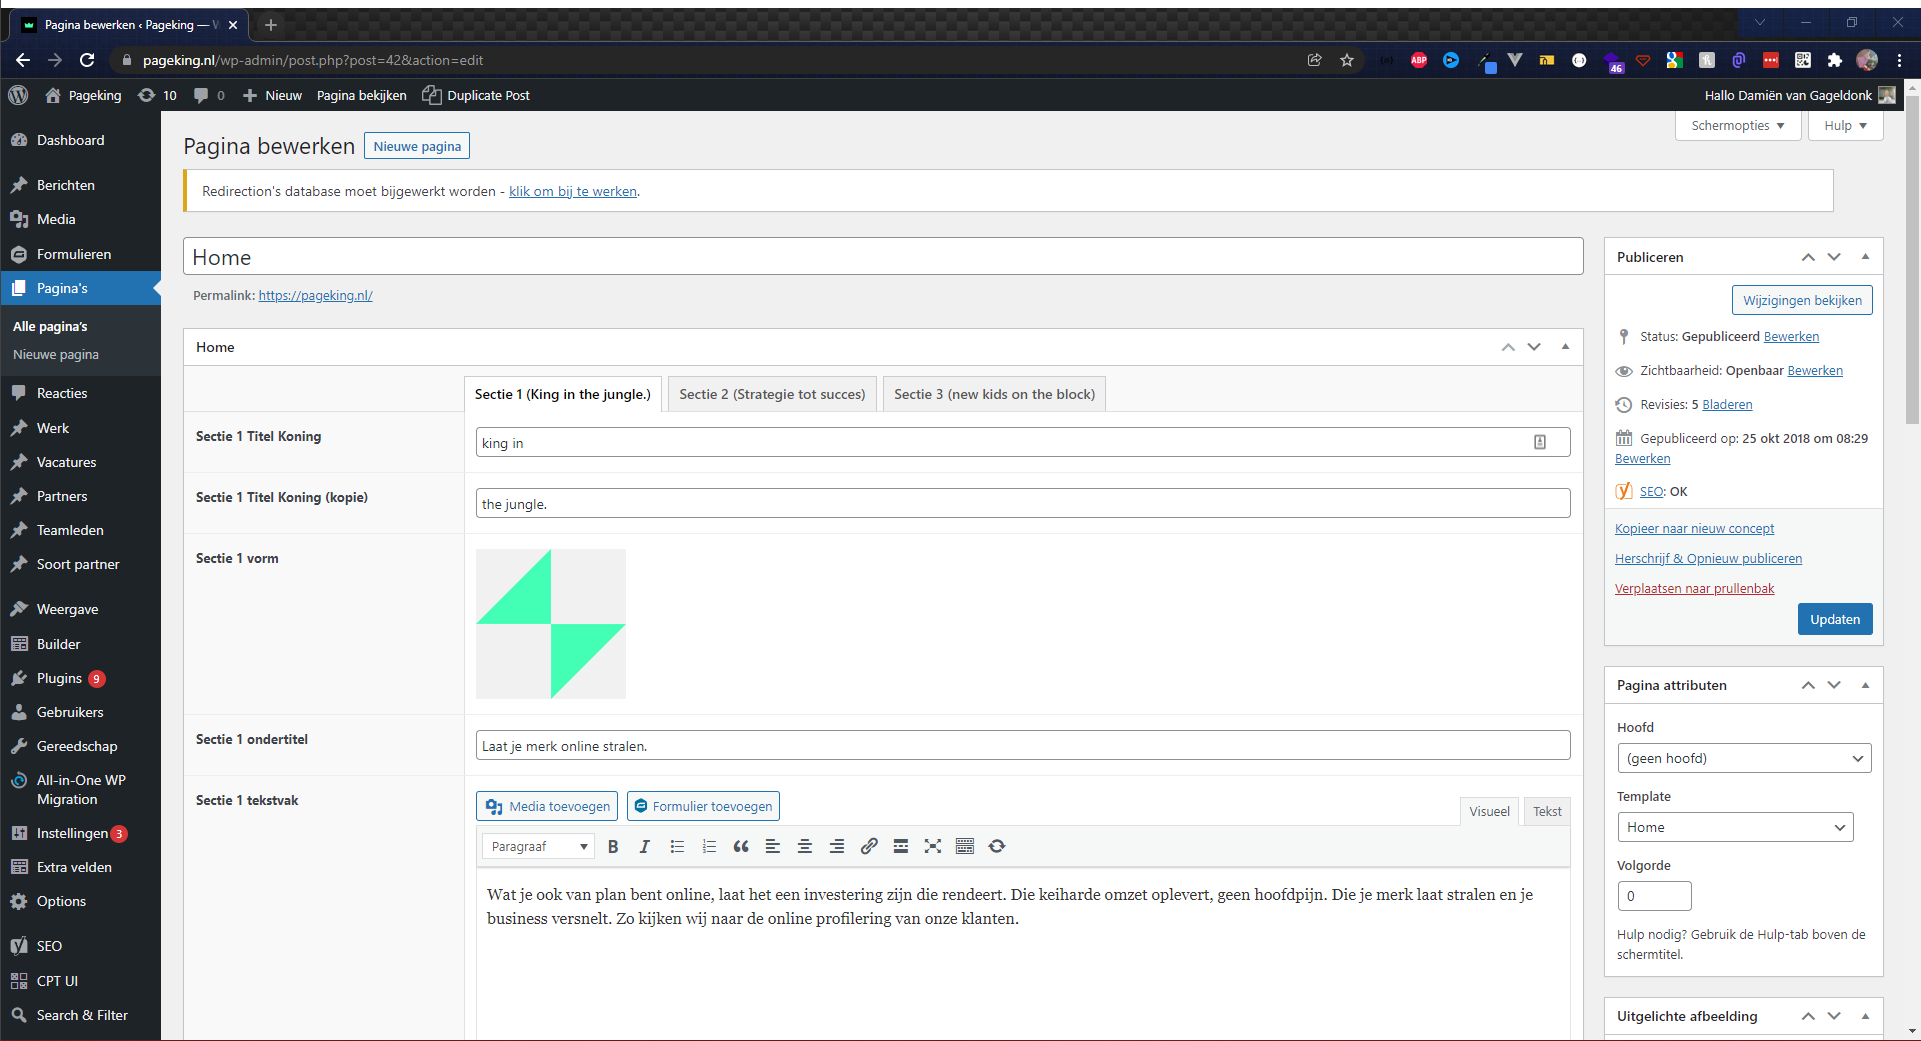 Pagina bewerken ‹ Pageking — W
pageking.nl/wp-admin/post.php?post=42&action=edit
ABP
46
Pageking
10
0
Nieuw
Pagina bekijken
Duplicate Post
Hallo Damiën van Gageldonk
Dashboard
Berichten
Media
Formulieren
Pagina's
Alle pagina's
Nieuwe pagina
Reacties
Werk
Vacatures
Partners
Teamleden
Soort partner
Weergave
Builder
Plugins 9
Gebruikers
Gereedschap
All-in-One WP
Migration
Instellingen 3
Extra velden
Options
SEO
CPT UI
Search & Filter
Schermopties
Hulp
Pagina bewerken
Nieuwe pagina
Redirection's database moet bijgewerkt worden - klik om bij te werken.
Home
Permalink: https://pageking.nl/
Home
Sectie 1 (King in the jungle.)
Sectie 2 (Strategie tot succes)
Sectie 3 (new kids on the block)
Sectie 1 Titel Koning
king in
Sectie 1 Titel Koning (kopie)
the jungle.
Sectie 1 vorm
Sectie 1 ondertitel
Laat je merk online stralen.
Sectie 1 tekstvak
Media toevoegen
Formulier toevoegen
Visueel
Tekst
Paragraaf
B
I
Wat je ook van plan bent online, laat het een investering zijn die rendeert. Die keiharde omzet oplevert, geen hoofdpijn. Die je merk laat stralen en je
business versnelt. Zo kijken wij naar de online profilering van onze klanten.
Publiceren
Wijzigingen bekijken
Status: Gepubliceerd Bewerken
Zichtbaarheid: Openbaar Bewerken
Revisies: 5 Bladeren
Gepubliceerd op: 25 okt 2018 om 08:29
Bewerken
SEO: OK
Kopieer naar nieuw concept
Herschrijf & Opnieuw publiceren
Verplaatsen naar prullenbak
Updaten
Pagina attributen
Hoofd
(geen hoofd)
Template
Home
Volgorde
0
Hulp nodig? Gebruik de Hulp-tab boven de
schermtitel.
Uitgelichte afbeelding